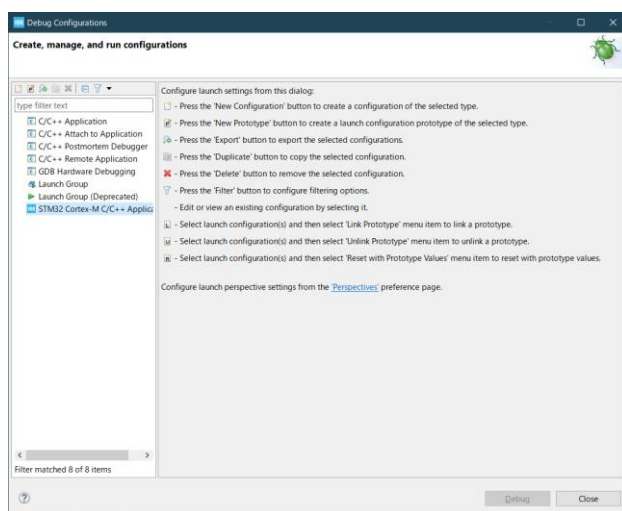 Debug Configurations
Create, manage, and run configurations
type filter text
C/C++ Application
C/C++ Attach to Application
C/C++ Postmortem Debugger
C/C++ Remote Application
GDB Hardware Debugging
Launch Group
Launch Group (Deprecated)
STM32 Cortex-M C/C++ Applica
Filter matched 8 of 8 items
Configure launch settings from this dialog:
- Press the 'New Configuration' button to create a configuration of the selected type.
- Press the 'New Prototype' button to create a launch configuration prototype of the selected type.
- Press the 'Export' button to export the selected configurations.
- Press the 'Duplicate' button to copy the selected configuration.
- Press the 'Delete' button to remove the selected configuration.
- Press the 'Filter' button to configure filtering options.
- Edit or view an existing configuration by selecting it.
- Select launch configuration(s) and then select 'Link Prototype' menu item to link a prototype.
- Select launch configuration(s) and then select 'Unlink Prototype' menu item to unlink a prototype.
- Select launch configuration(s) and then select 'Reset with Prototype Values' menu item to reset with prototype values.
Configure launch perspective settings from the 'Perspectives' preference page.
Debug
Close